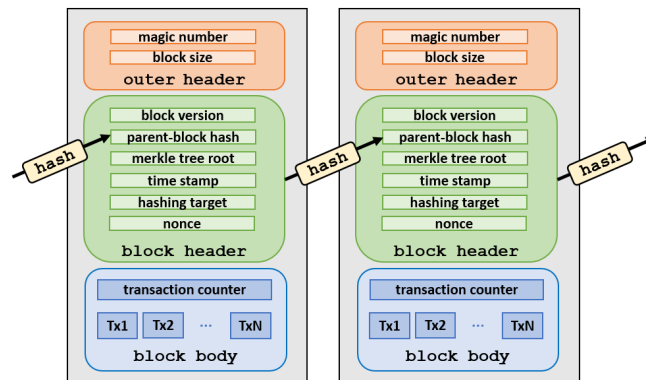 magic number
block size
outer header
block version
hash
parent-block hash
merkle tree root
time stamp
hashing target
nonce
block header
transaction counter
Tx1 Tx2 ... TxN
block body
magic number
block size
outer header
block version
hash
parent-block hash
merkle tree root
time stamp
hashing target
nonce
block header
transaction counter
Tx1 Tx2 ... TxN
block body
hash